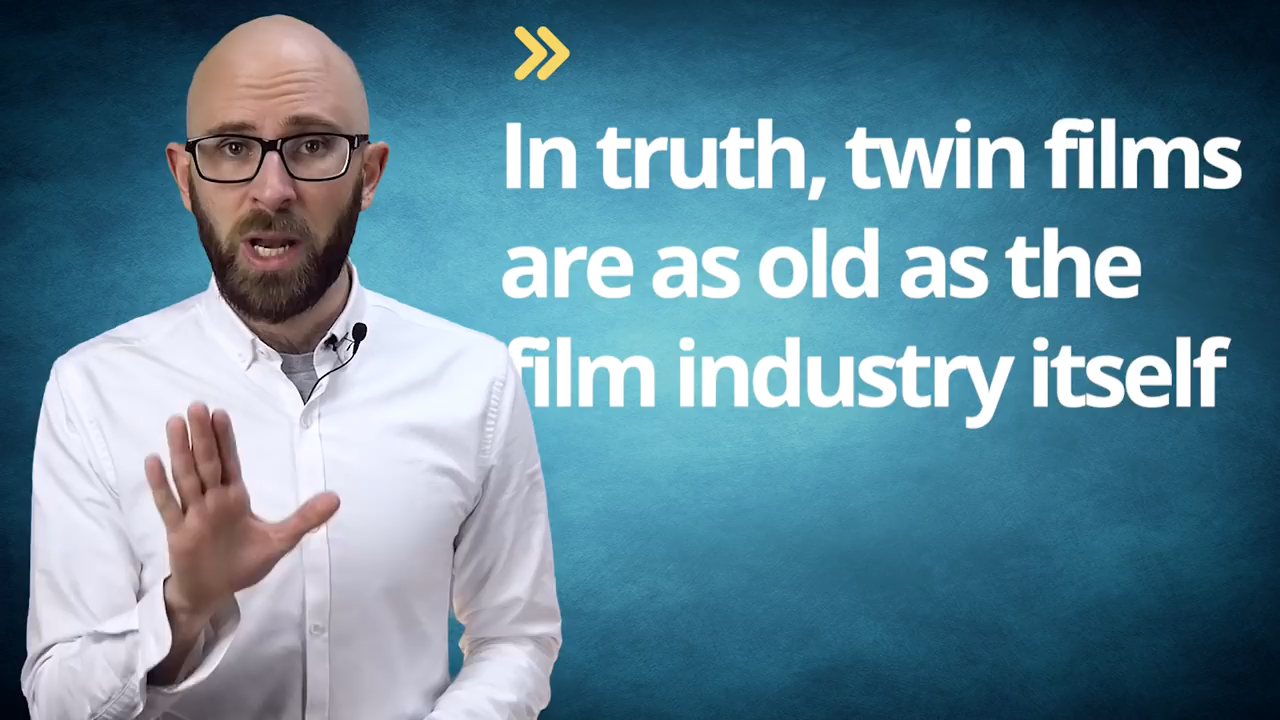 In truth, twin films
are as old as the
film industry itself